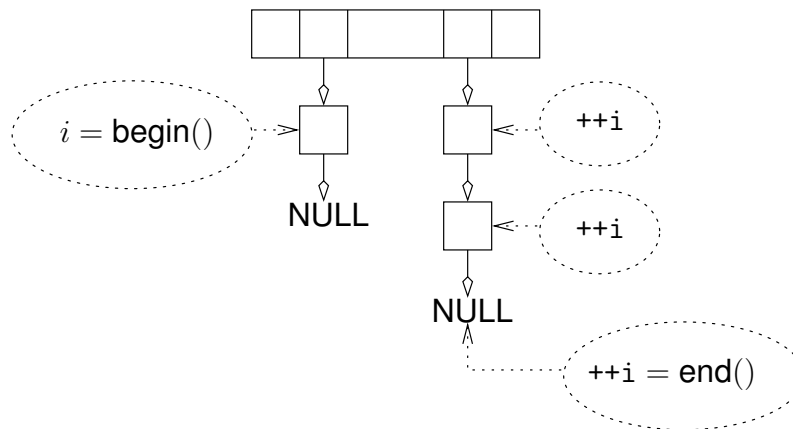 i = begin()
++i
NULL
++i
NULL
++i = end()